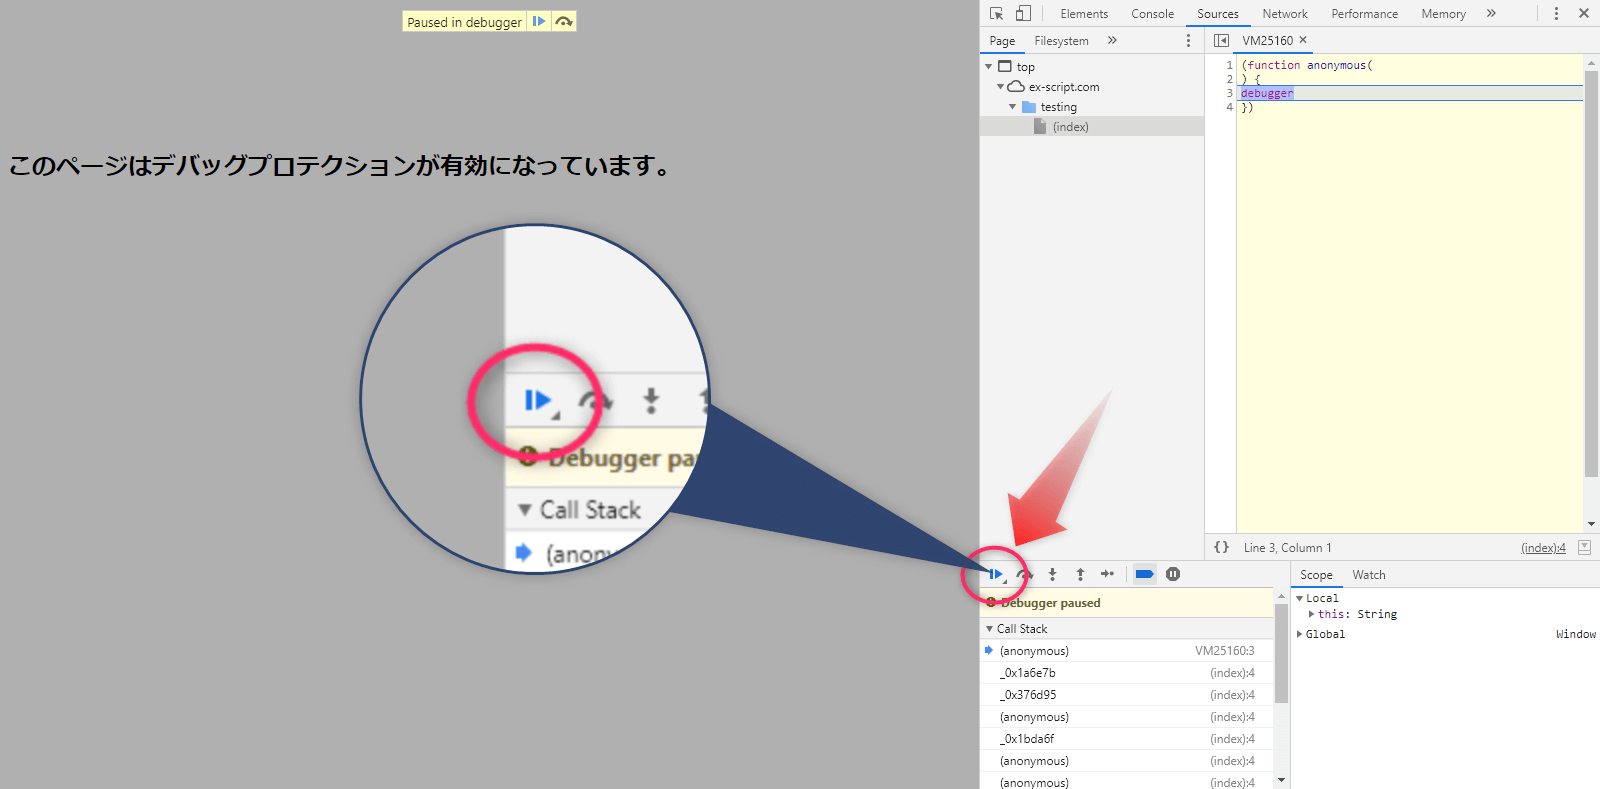 Paused in debugger
このページはデバッグプロテクションが有効になっています。
Debugger pau
Call Stack
(anony
Elements Console Sources Network Performance Memory »
Page Filesystem »
top
ex-script.com
testing
(index)
VM25160 ×
1 (function anonymous(
2 ) {
3 debugger
4 })
{} Line 3, Column 1 (index):4
Debugger paused
Call Stack
(anonymous) VM25160:3
_0x1a6e7b (index):4
_0x376d95 (index):4
(anonymous) (index):4
_0x1bda6f (index):4
(anonymous) (index):4
(anonymous) (index):4
Scope Watch
Local
this: String
Global Window